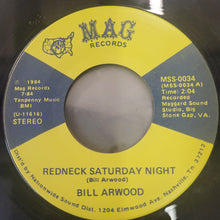 MAG
RECORDS
℗ 1984
Mag Records
7:84
Tanpenny Music
BMI
(U-11616)
STEREO
MSS-0034
(MSS-0034 A)
Time: 2:04
Recorded
Maggard Sound
Studio, Big
Stone Gap, VA.
REDNECK SATURDAY NIGHT
(Bill Arwood)
BILL ARWOOD
Dist'd by Nationwide Sound Dist. 1204 Elmwood Ave. Nashville, Tn. 37212